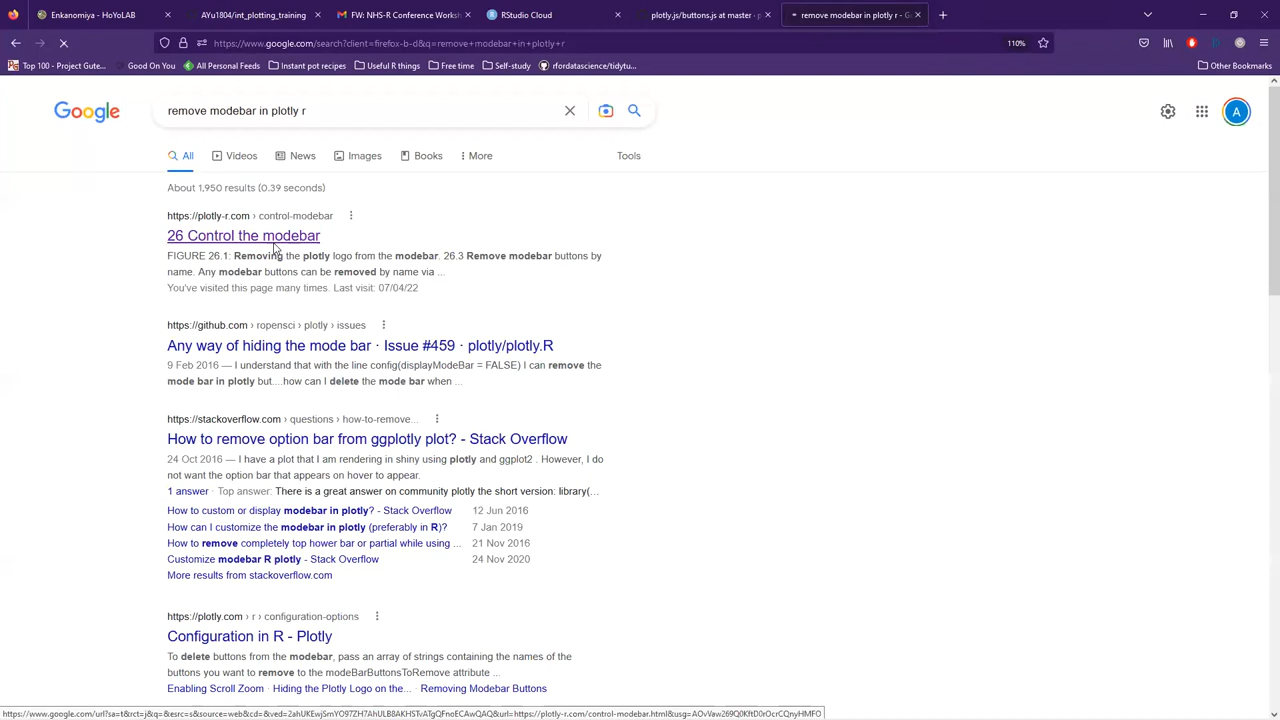 Enkanomiya - HoYoLAB
AYu1804/int_plotting_training
FW: NHS-R Conference Worksh
RStudio Cloud
plotly.js/buttons.js at master · p
remove modebar in plotly r - G
https://www.google.com/search?client=firefox-b-d&q=remove+modebar+in+plotly+r
110%
Top 100 - Project Gute...
Good On You
All Personal Feeds
Instant pot recipes
Useful R things
Free time
Self-study
rfordatascience/tidytu...
Other Bookmarks
Google
remove modebar in plotly r
A
All
Videos
News
Images
Books
More
Tools
About 1,950 results (0.39 seconds)
https://plotly-r.com › control-modebar
26 Control the modebar
FIGURE 26.1: Removing the plotly logo from the modebar. 26.3 Remove modebar buttons by
name. Any modebar buttons can be removed by name via ...
You've visited this page many times. Last visit: 07/04/22
https://github.com › ropensci › plotly › issues
Any way of hiding the mode bar · Issue #459 · plotly/plotly.R
9 Feb 2016 — I understand that with the line config(displayModeBar = FALSE) I can remove the
mode bar in plotly but....how can I delete the mode bar when ...
https://stackoverflow.com › questions › how-to-remove...
How to remove option bar from ggplotly plot? - Stack Overflow
24 Oct 2016 — I have a plot that I am rendering in shiny using plotly and ggplot2 . However, I do
not want the option bar that appears on hover to appear.
1 answer · Top answer: There is a great answer on community plotly the short version: library(...
How to custom or display modebar in plotly? - Stack Overflow 12 Jun 2016
How can I customize the modebar in plotly (preferably in R)? 7 Jan 2019
How to remove completely top hower bar or partial while using ... 21 Nov 2016
Customize modebar R plotly - Stack Overflow 24 Nov 2020
More results from stackoverflow.com
https://plotly.com › r › configuration-options
Configuration in R - Plotly
To delete buttons from the modebar, pass an array of strings containing the names of the
buttons you want to remove to the modeBarButtonsToRemove attribute ...
Enabling Scroll Zoom · Hiding the Plotly Logo on the... · Removing Modebar Buttons